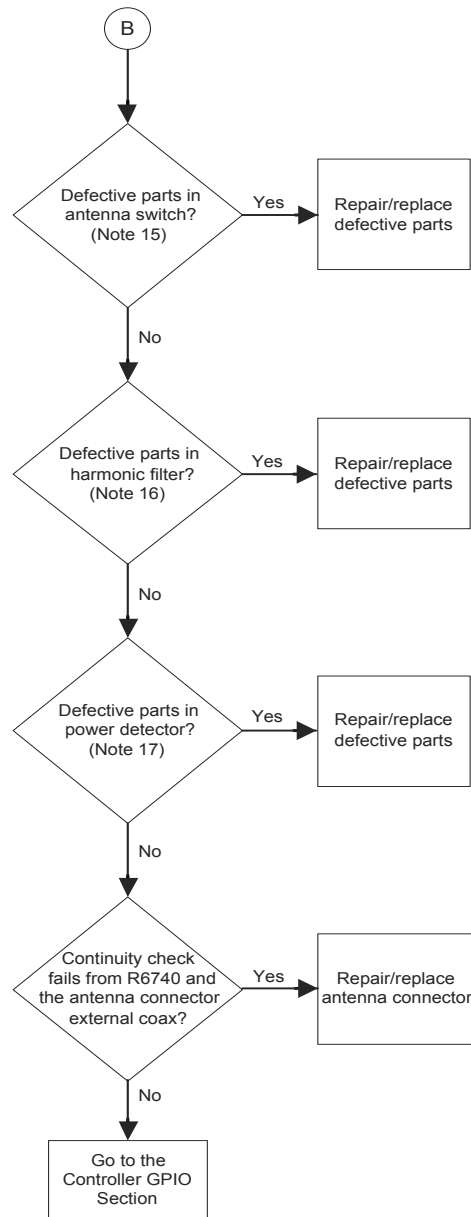 B
Defective parts in
antenna switch?
(Note 15)
Yes
Repair/replace
defective parts
No
Defective parts in
harmonic filter?
(Note 16)
Yes
Repair/replace
defective parts
No
Defective parts in
power detector?
(Note 17)
Yes
Repair/replace
defective parts
No
Continuity check
fails from R6740 and
the antenna connector
external coax?
Yes
Repair/replace
antenna connector
No
Go to the
Controller GPIO
Section